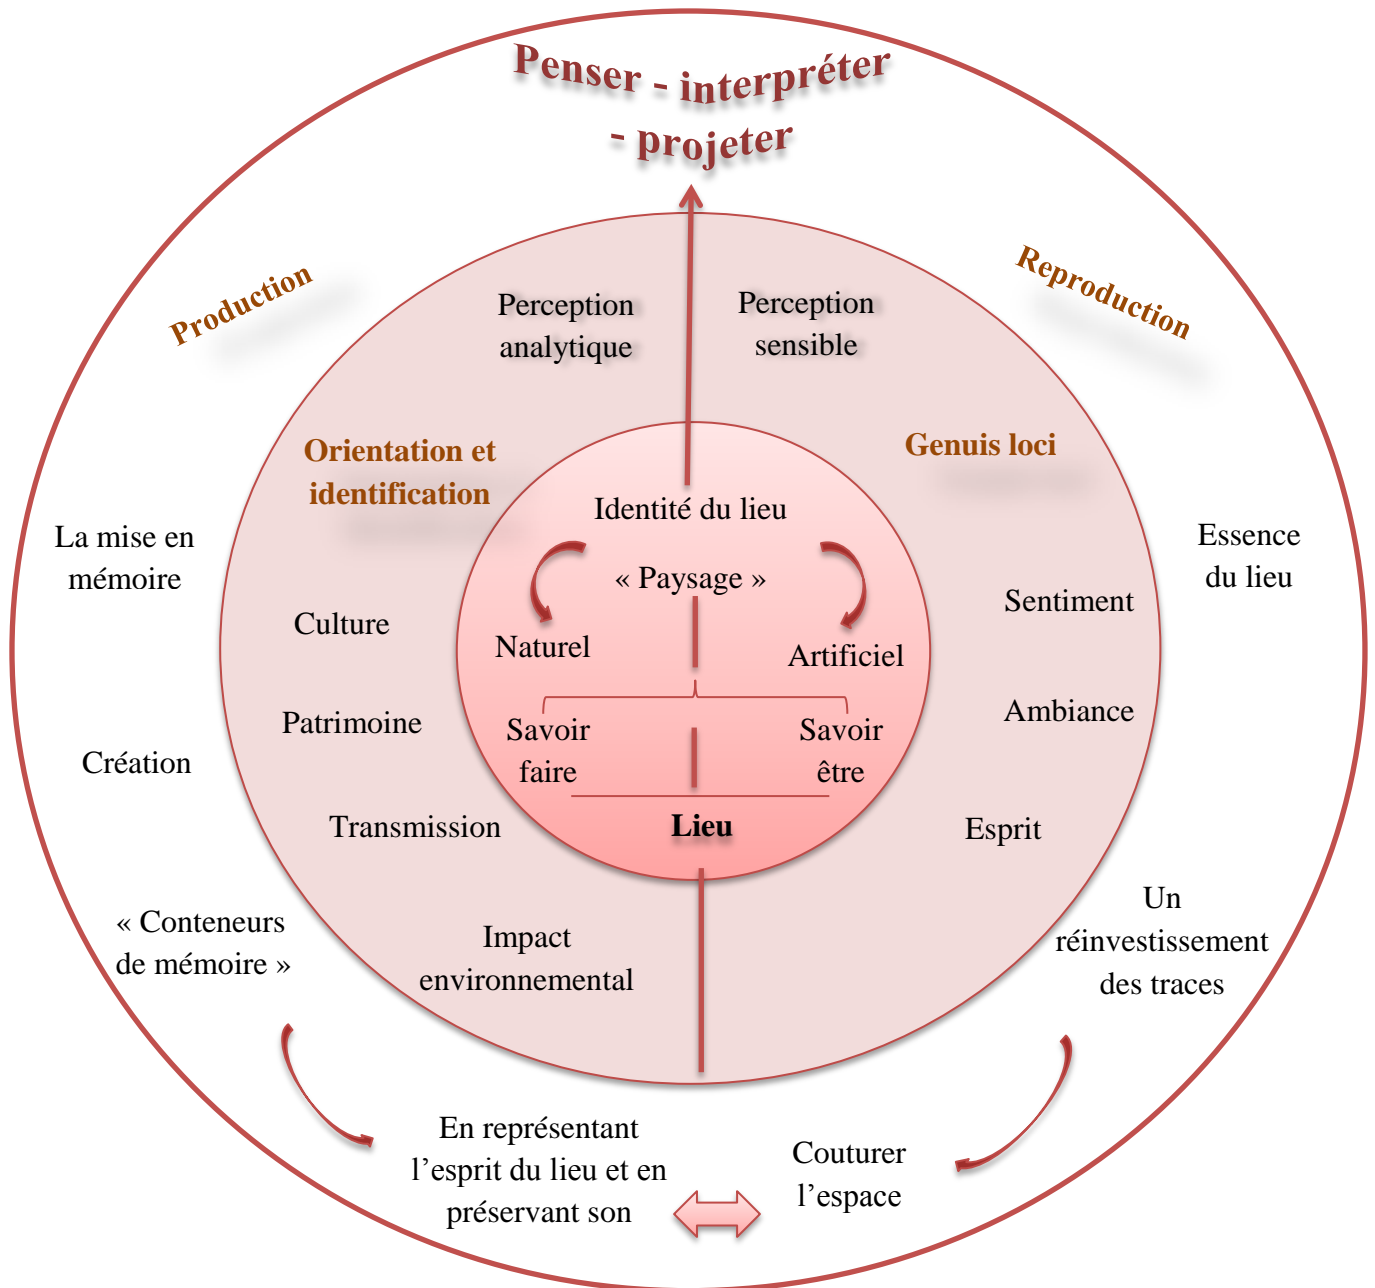 Penser - interpréter
- projeter
Production
Reproduction
Perception
analytique
Perception
sensible
Orientation et
identification
Genuis loci
Identité du lieu
« Paysage »
Naturel
Artificiel
Savoir
faire
Savoir
être
Lieu
La mise en
mémoire
Essence
du lieu
Culture
Sentiment
Patrimoine
Ambiance
Création
Transmission
Esprit
« Conteneurs
de mémoire »
Impact
environnemental
Un
réinvestissement
des traces
En représentant
l’esprit du lieu et en
préservant son
Couturer
l’espace